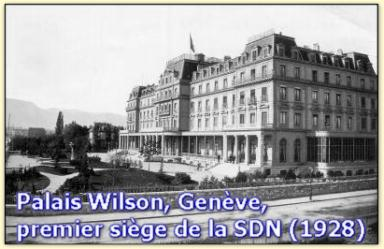 Palais Wilson, Genève,
premier siège de la SDN (1928)